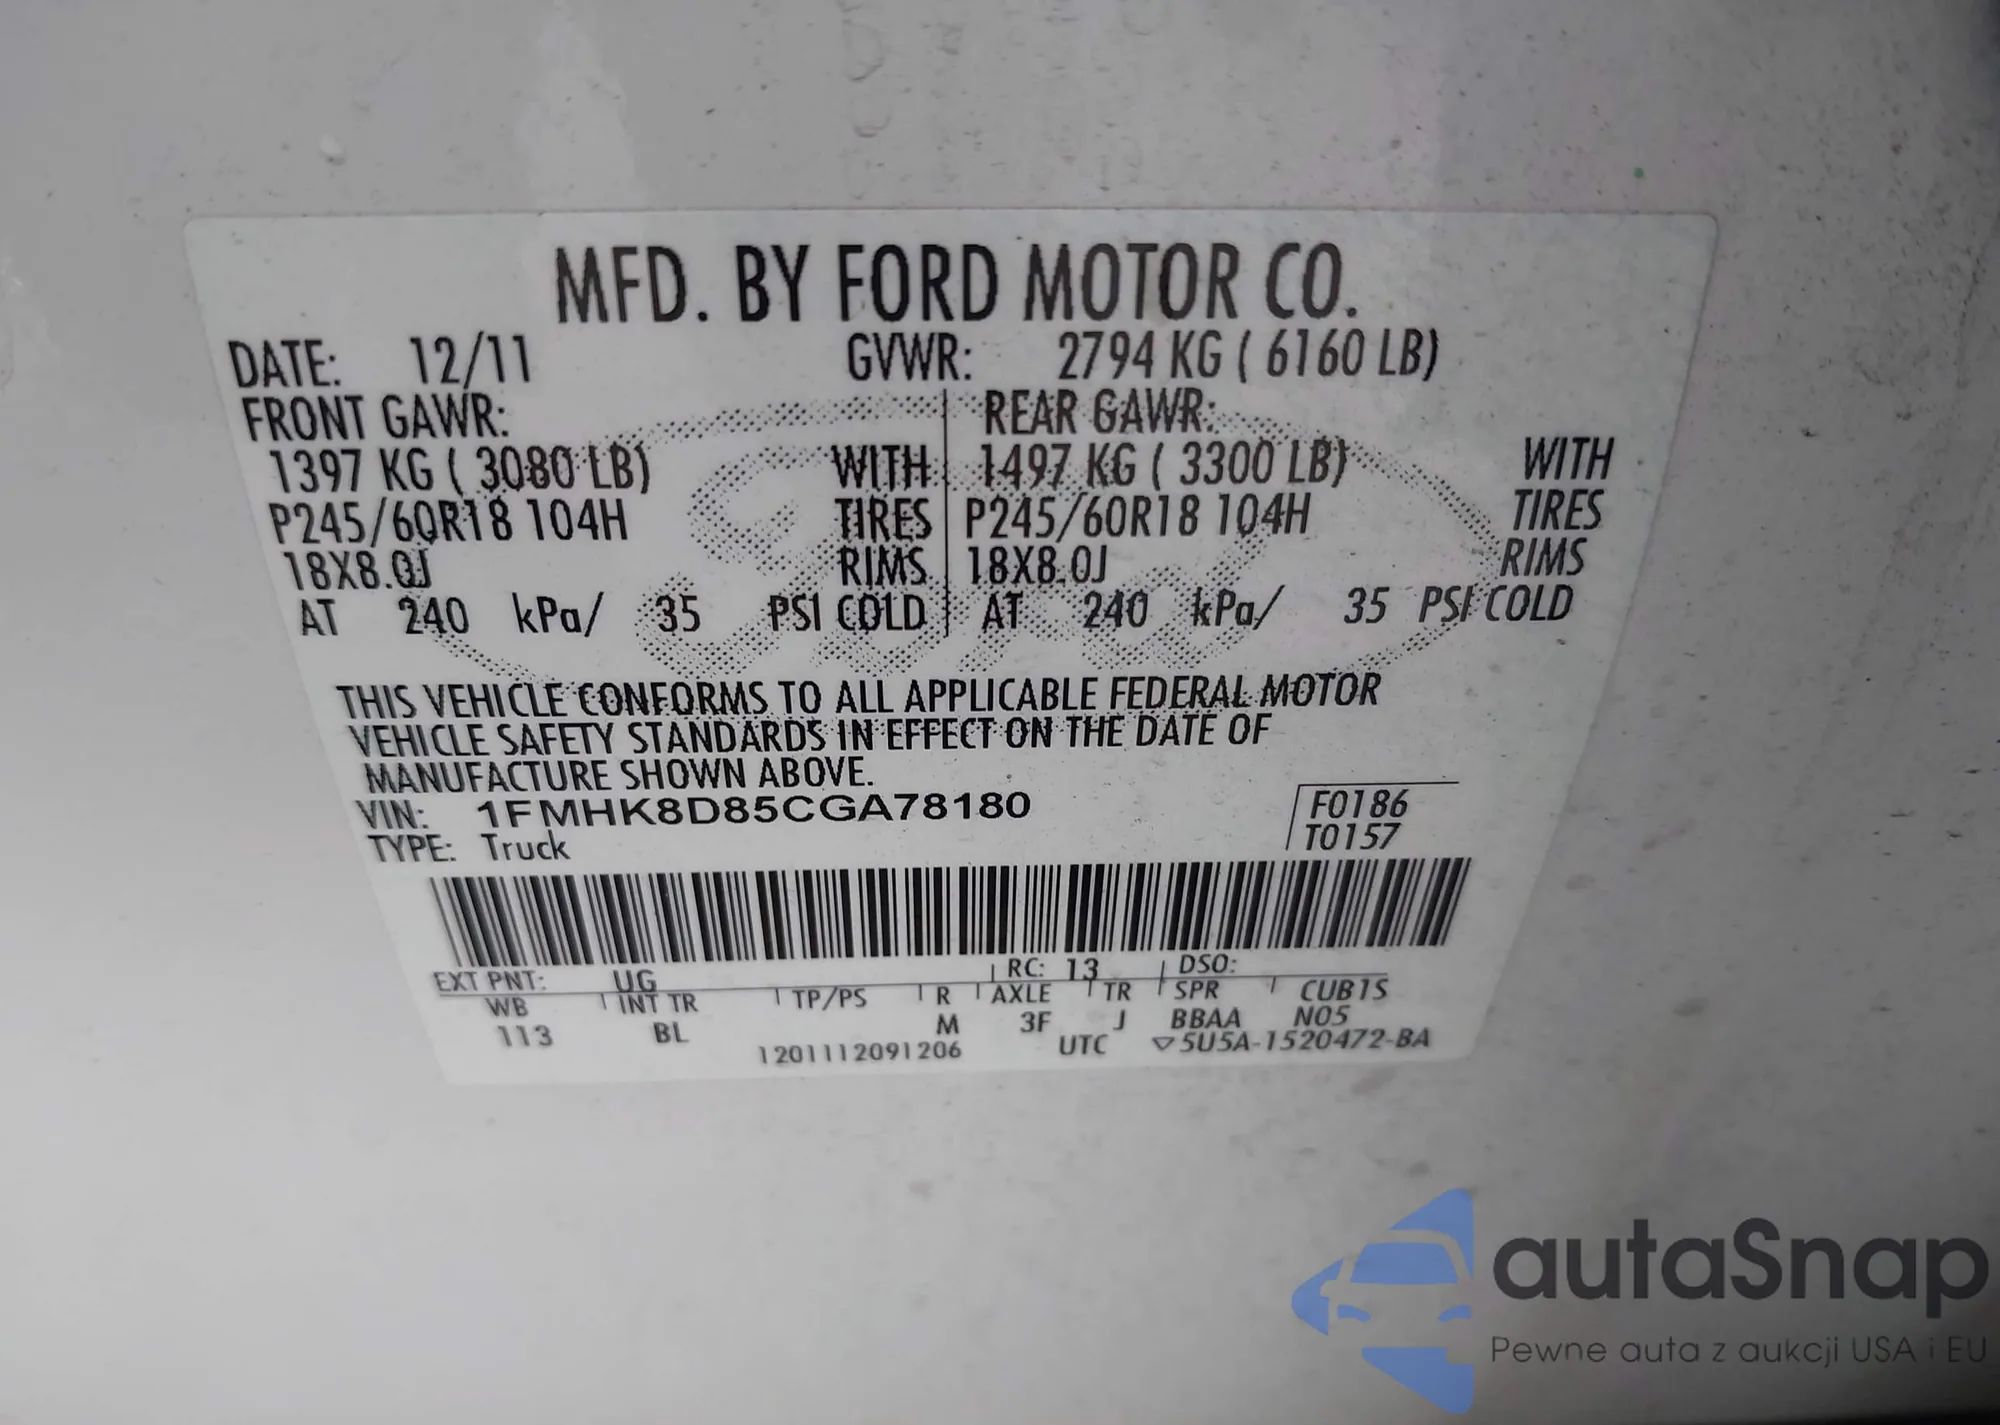 MFD. BY FORD MOTOR CO.
DATE: 12/11 GVWR: 2794 KG ( 6160 LB)
FRONT GAWR: REAR GAWR:
1397 KG ( 3080 LB) WITH 1497 KG ( 3300 LB) WITH
P245/60R18 104H TIRES P245/60R18 104H TIRES
18X8.0J RIMS 18X8.0J RIMS
AT 240 kPa/ 35 PSI COLD AT 240 kPa/ 35 PSI COLD
THIS VEHICLE CONFORMS TO ALL APPLICABLE FEDERAL MOTOR
VEHICLE SAFETY STANDARDS IN EFFECT ON THE DATE OF
MANUFACTURE SHOWN ABOVE.
VIN: 1FMHK8D85CGA78180 F0186
TYPE: Truck T0157
EXT PNT: UG RC: 13 DSO:
WB INT TR TP/PS R AXLE TR SPR CUB1S
113 BL M 3F J BBAA N05
1201112091206 UTC ▽5U5A-1520472-BA
autaSnap
Pewne auta z aukcji USA i EU